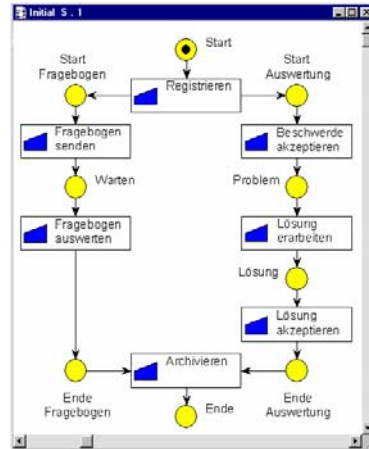 Initial S . 1
Start
Start
Fragebogen
Start
Auswertung
Registrieren
Fragebogen
senden
Beschwerde
akzeptieren
Warten
Problem
Fragebogen
auswerten
Lösung
erarbeiten
Lösung
Lösung
akzeptieren
Archivieren
Ende
Fragebogen
Ende
Ende
Auswertung